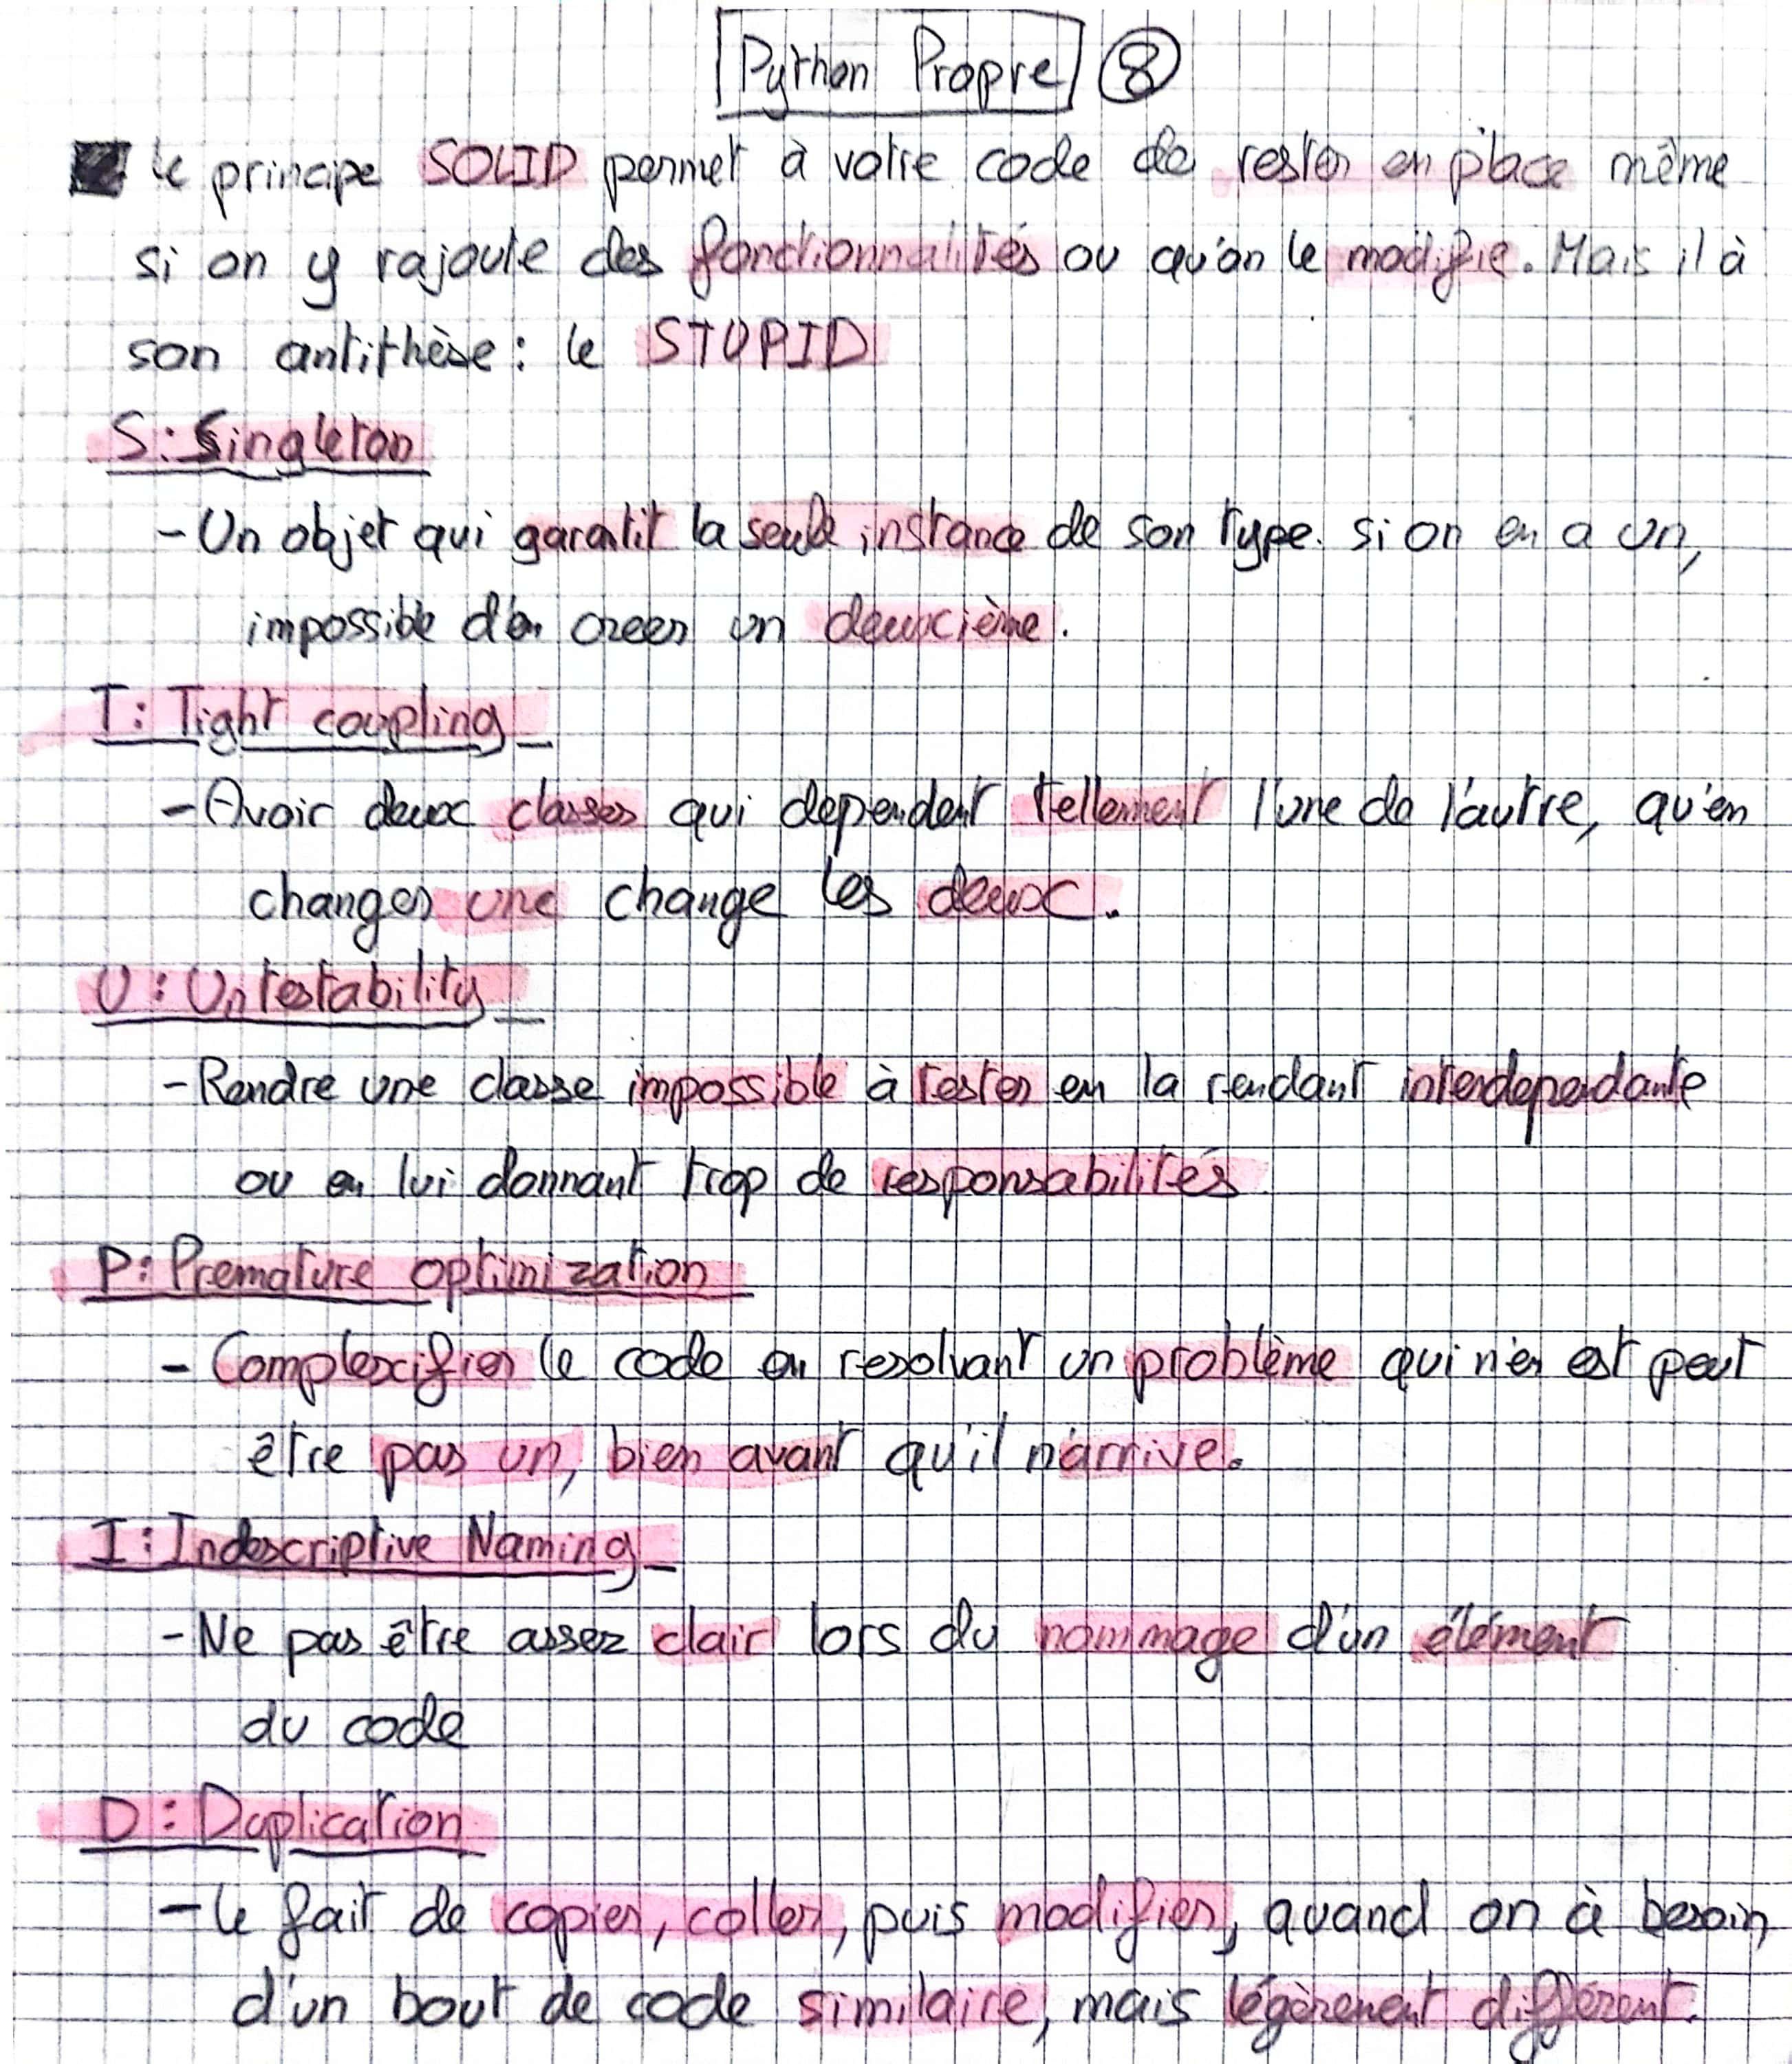 Python Propre 8
Le principe SOLID permet à votre code de rester en place même
si on y rajoute des fonctionnalités ou qu'on le modifie. Mais il à
son antithèse : le STUPID
S : Singleton
- Un objet qui garantit la seule instance de son type. si on en a un,
impossible d'en creer un deuxième.
T : Tight coupling
- Avoir deux classes qui dependent tellement l'une de l'autre, qu'en
changer une change les deux.
U : Untestability
- Rendre une classe impossible à tester en la rendant interdependante
ou en lui donnant trop de responsabilités
P : Premature optimization
- Complexifier le code en resolvant un problème qui n'en est peut
être pas un, bien avant qu'il n'arrive.
I : Indescriptive Naming
- Ne pas être assez clair lors du nommage d'un élément
du code
D : Duplication
- Le fait de copier, coller, puis modifier, quand on à besoin
d'un bout de code similaire, mais légèrement différent.